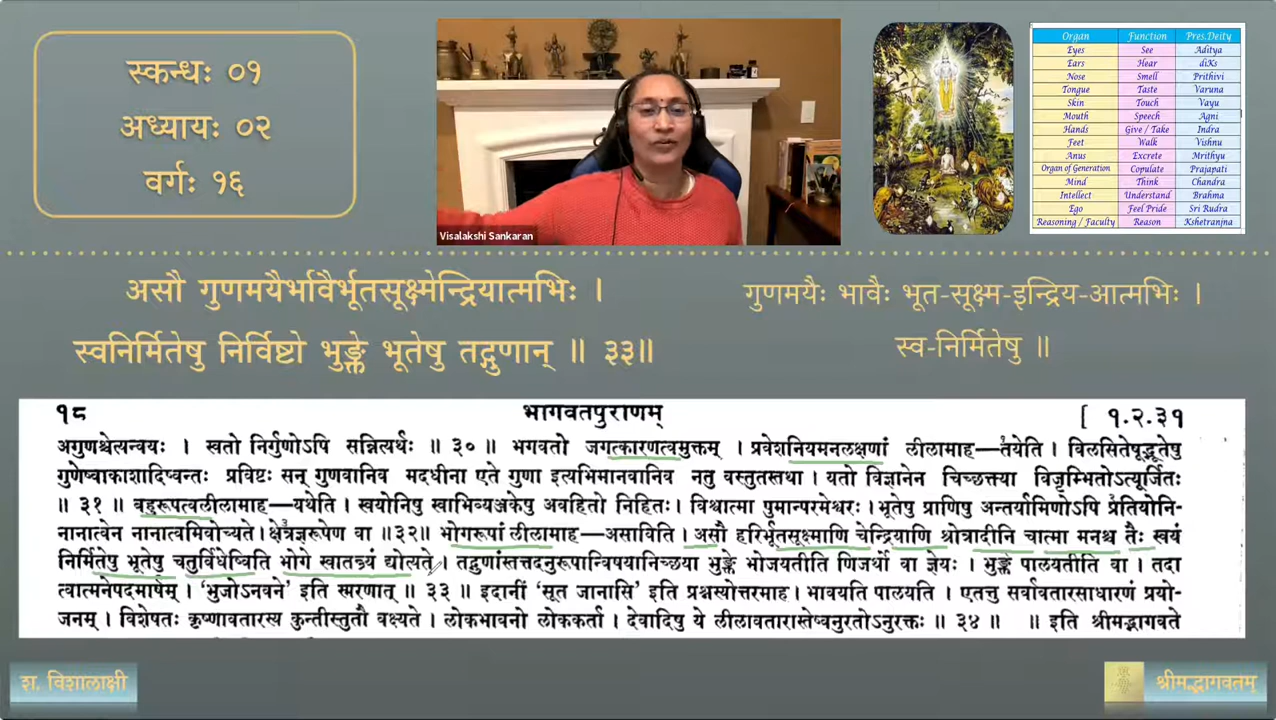 स्कन्धः ०१
अध्यायः ०२
वर्गः १६
Visalakshi Sankaran
Organ Function Pres.Deity
Eyes See Aditya
Ears Hear diKs
Nose Smell Prithivi
Tongue Taste Varuna
Skin Touch Vayu
Mouth Speech Agni
Hands Give / Take Indra
Feet Walk Vishnu
Anus Excrete Mrithyu
Organ of Generation Copulate Prajapati
Mind Think Chandra
Intellect Understand Brahma
Ego Feel Pride Sri Rudra
Reasoning / Faculty Reason Kshetranjna
असौ गुणमयैर्भावैर्भूतसूक्ष्मेन्द्रियात्मभिः ।
स्वनिर्मितेषु निर्विष्टो भुङ्क्ते भूतेषु तद्गुणान् ॥ ३३॥
गुणमयैः भावैः भूत-सूक्ष्म-इन्द्रिय-आत्मभिः ।
स्व-निर्मितेषु ॥
१८ भागवतपुराणम् [ १.२.३१
अगुणश्चेत्यन्वयः । स्वतो निर्गुणोऽपि सन्नित्यर्थः ॥ ३० ॥ भगवतो जगत्कारणत्वमुक्तम् । प्रवेशनियमनलक्षणां लीलामाह—तयेति । विलसितेषूद्भूतेषु
गुणेष्वाकाशादिष्वन्तः प्रविष्टः सन् गुणवानिव मदधीना एते गुणा इत्यभिमानवानिव नतु वस्तुतस्तथा । यतो विज्ञानेन चिच्छक्त्या विजृम्भितोऽत्यूर्जितः
॥ ३१ ॥ बहुरूपत्वलीलामाह—यथेति । स्वयोनिषु स्वाभिव्यञ्जकेषु अवहितो निहितः । विश्वात्मा पुमान्परमेश्वरः । भूतेषु प्राणिषु अन्तर्यामिणोऽपि प्रतियोनि-
नानात्वेन नानात्वमिवोच्यते । क्षेत्रज्ञरूपेण वा ॥३२॥ भोगरूपां लीलामाह—असाविति । असौ हरिर्भूतसूक्ष्माणि चेन्द्रियाणि श्रोत्रादीनि चात्मा मनश्च तैः स्वयं
निर्मितेषु भूतेषु चतुर्विधेष्विति भोगे स्वातन्त्र्यं द्योत्यते । तद्गुणांस्तत्तदनुरूपान्विषयानिच्छया भुङ्क्ते भोजयतीति णिजर्थो वा ज्ञेयः । भुङ्क्ते पालयतीति वा । तदा
त्वात्मनेपदमार्षम् । ‘भुजोऽनवने’ इति स्मरणात् ॥ ३३ ॥ इदानीं ‘सूत जानासि’ इति प्रश्नस्योत्तरमाह । भावयति पालयति । एतत्तु सर्वावतारसाधारणं प्रयो-
जनम् । विशेषतः कृष्णावतारस्य कुन्तीस्तुतौ वक्ष्यते । लोकभावनो लोककर्ता । देवादिषु ये लीलावतारास्तेष्वनुरतोऽनुरक्तः ॥ ३४ ॥ ॥ इति श्रीमद्भागवते
श. विशालाक्षी
श्रीमद्भागवतम्